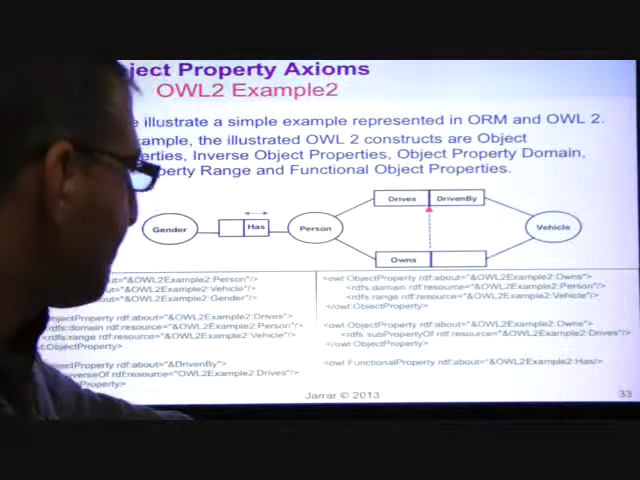 ject Property Axioms
OWL2 Example2
e illustrate a simple example represented in ORM and OWL 2.
ample, the illustrated OWL 2 constructs are Object
erties, Inverse Object Properties, Object Property Domain,
perty Range and Functional Object Properties.
Drives DrivenBy
Gender Has Person Vehicle
Owns
out="&OWL2Example2:Person"/>
out="&OWL2Example2:Vehicle"/>
out="&OWL2Example2:Gender"/>
bjectProperty rdf:about="&OWL2Example2:Drives">
<rdfs:domain rdf:resource="&OWL2Example2:Person"/>
<rdfs:range rdf:resource="&OWL2Example2:Vehicle"/>
:ObjectProperty>
jectProperty rdf:about="&DrivenBy">
verseOf rdf:resource="OWL2Example2:Drives"/>
Property>
<owl:ObjectProperty rdf:about="&OWL2Example2:Owns">
<rdfs:domain rdf:resource="&OWL2Example2:Person"/>
<rdfs:range rdf:resource="&OWL2Example2:Vehicle"/>
</owl:ObjectProperty>
<owl:ObjectProperty rdf:about="&OWL2Example2:Owns">
<rdfs:subPropertyOf rdf:resource="&OWL2Example2:Drives"/>
</owl:ObjectProperty>
<owl:FunctionalProperty rdf:about="&OWL2Example2:Has/>
Jarrar © 2013
33